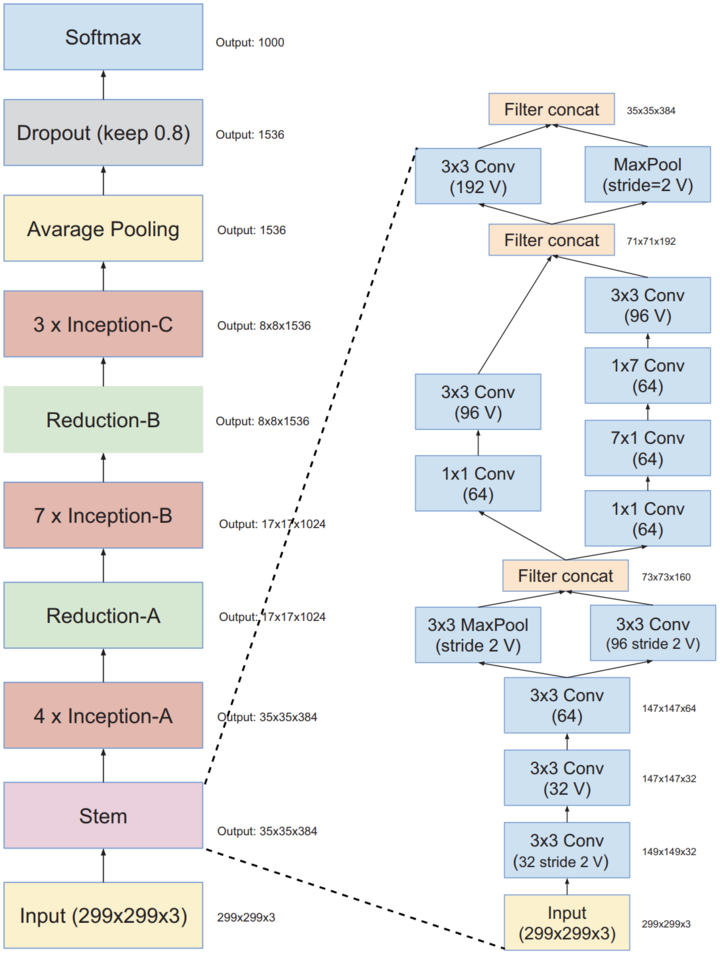 Softmax
Output: 1000
Dropout (keep 0.8)
Output: 1536
Avarage Pooling
Output: 1536
3 x Inception-C
Output: 8x8x1536
Reduction-B
Output: 8x8x1536
7 x Inception-B
Output: 17x17x1024
Reduction-A
Output: 17x17x1024
4 x Inception-A
Output: 35x35x384
Stem
Output: 35x35x384
Input (299x299x3)
299x299x3
Filter concat
35x35x384
3x3 Conv
(192 V)
MaxPool
(stride=2 V)
Filter concat
71x71x192
3x3 Conv
(96 V)
1x7 Conv
(64)
3x3 Conv
(96 V)
7x1 Conv
(64)
1x1 Conv
(64)
1x1 Conv
(64)
Filter concat
73x73x160
3x3 MaxPool
(stride 2 V)
3x3 Conv
(96 stride 2 V)
3x3 Conv
(64)
147x147x64
3x3 Conv
(32 V)
147x147x32
3x3 Conv
(32 stride 2 V)
149x149x32
Input
(299x299x3)
299x299x3